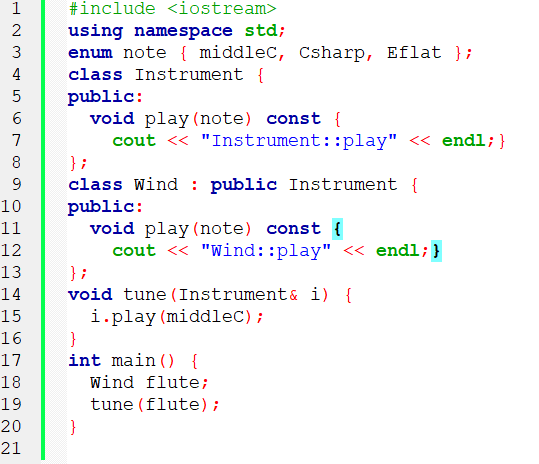 1 #include <iostream>
2 using namespace std;
3 enum note { middleC, Csharp, Eflat };
4 class Instrument {
5 public:
6   void play(note) const {
7     cout << "Instrument::play" << endl;}
8 };
9 class Wind : public Instrument {
10 public:
11   void play(note) const {
12     cout << "Wind::play" << endl;}
13 };
14 void tune(Instrument& i) {
15   i.play(middleC);
16 }
17 int main() {
18   Wind flute;
19   tune(flute);
20 }
21